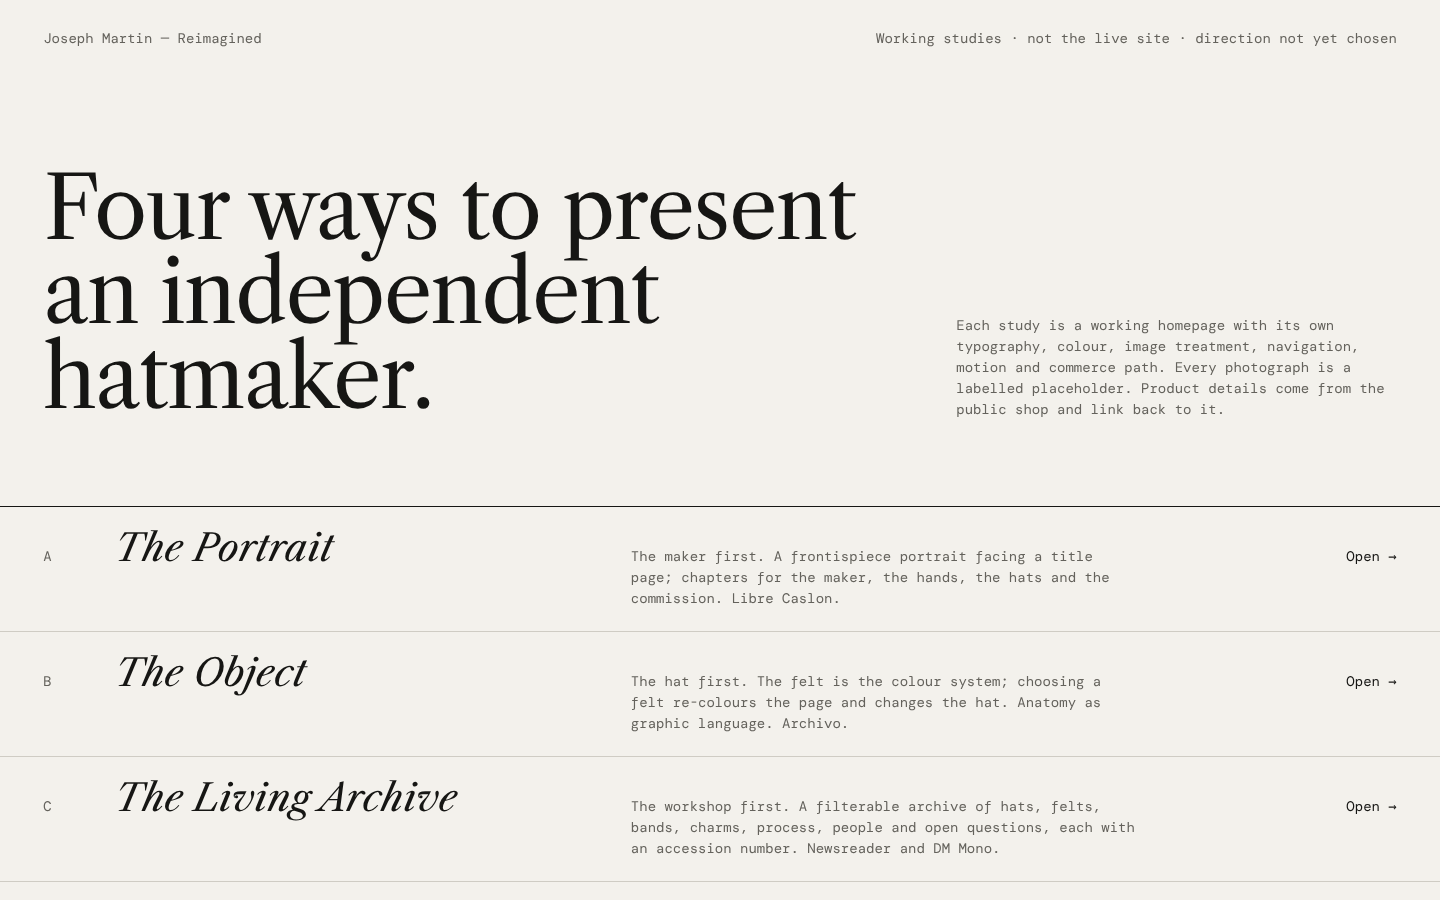 Joseph Martin — Reimagined
Working studies · not the live site · direction not yet chosen
Four ways to present
an independent
hatmaker.
Each study is a working homepage with its own
typography, colour, image treatment, navigation,
motion and commerce path. Every photograph is a
labelled placeholder. Product details come from the
public shop and link back to it.
A
The Portrait
The maker first. A frontispiece portrait facing a title
page; chapters for the maker, the hands, the hats and the
commission. Libre Caslon.
Open →
B
The Object
The hat first. The felt is the colour system; choosing a
felt re-colours the page and changes the hat. Anatomy as
graphic language. Archivo.
Open →
C
The Living Archive
The workshop first. A filterable archive of hats, felts,
bands, charms, process, people and open questions, each with
an accession number. Newsreader and DM Mono.
Open →